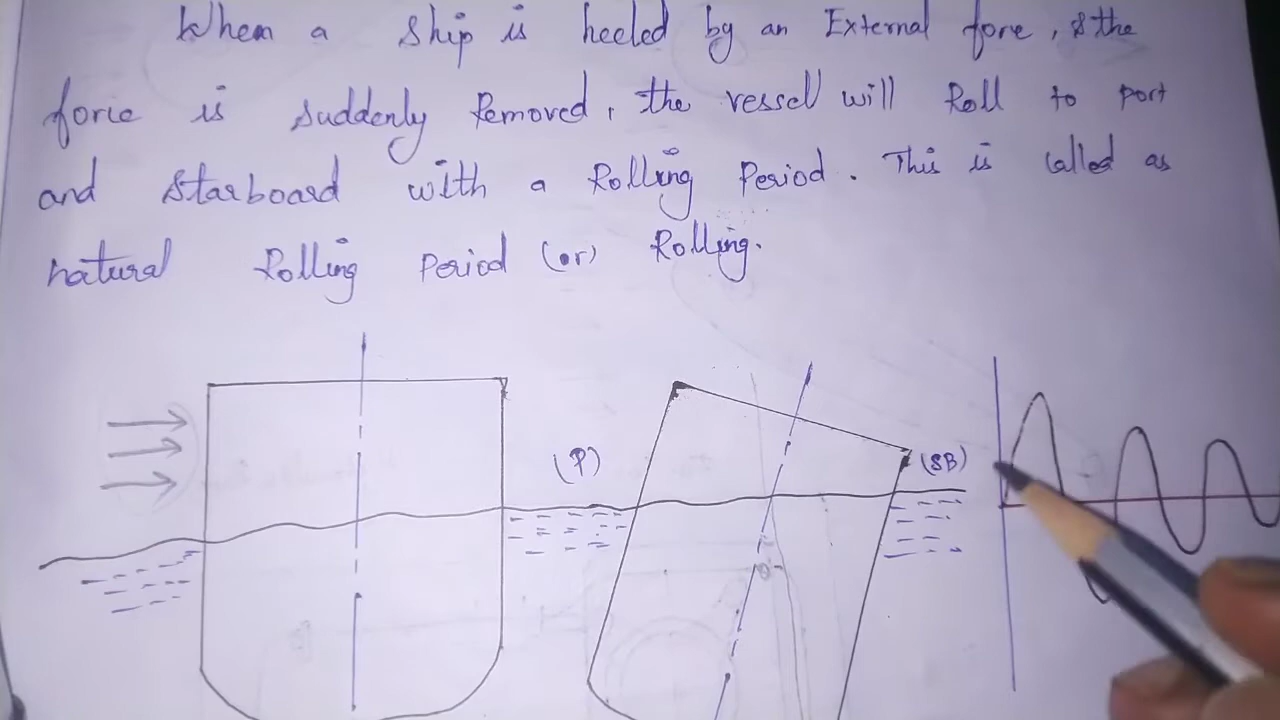 When a ship is heeled by an External force, & the
force is suddenly Removed, the vessel will Roll to port
and starboard with a Rolling Period. This is called as
natural Rolling Period (or) Rolling.
(P)
(SB)